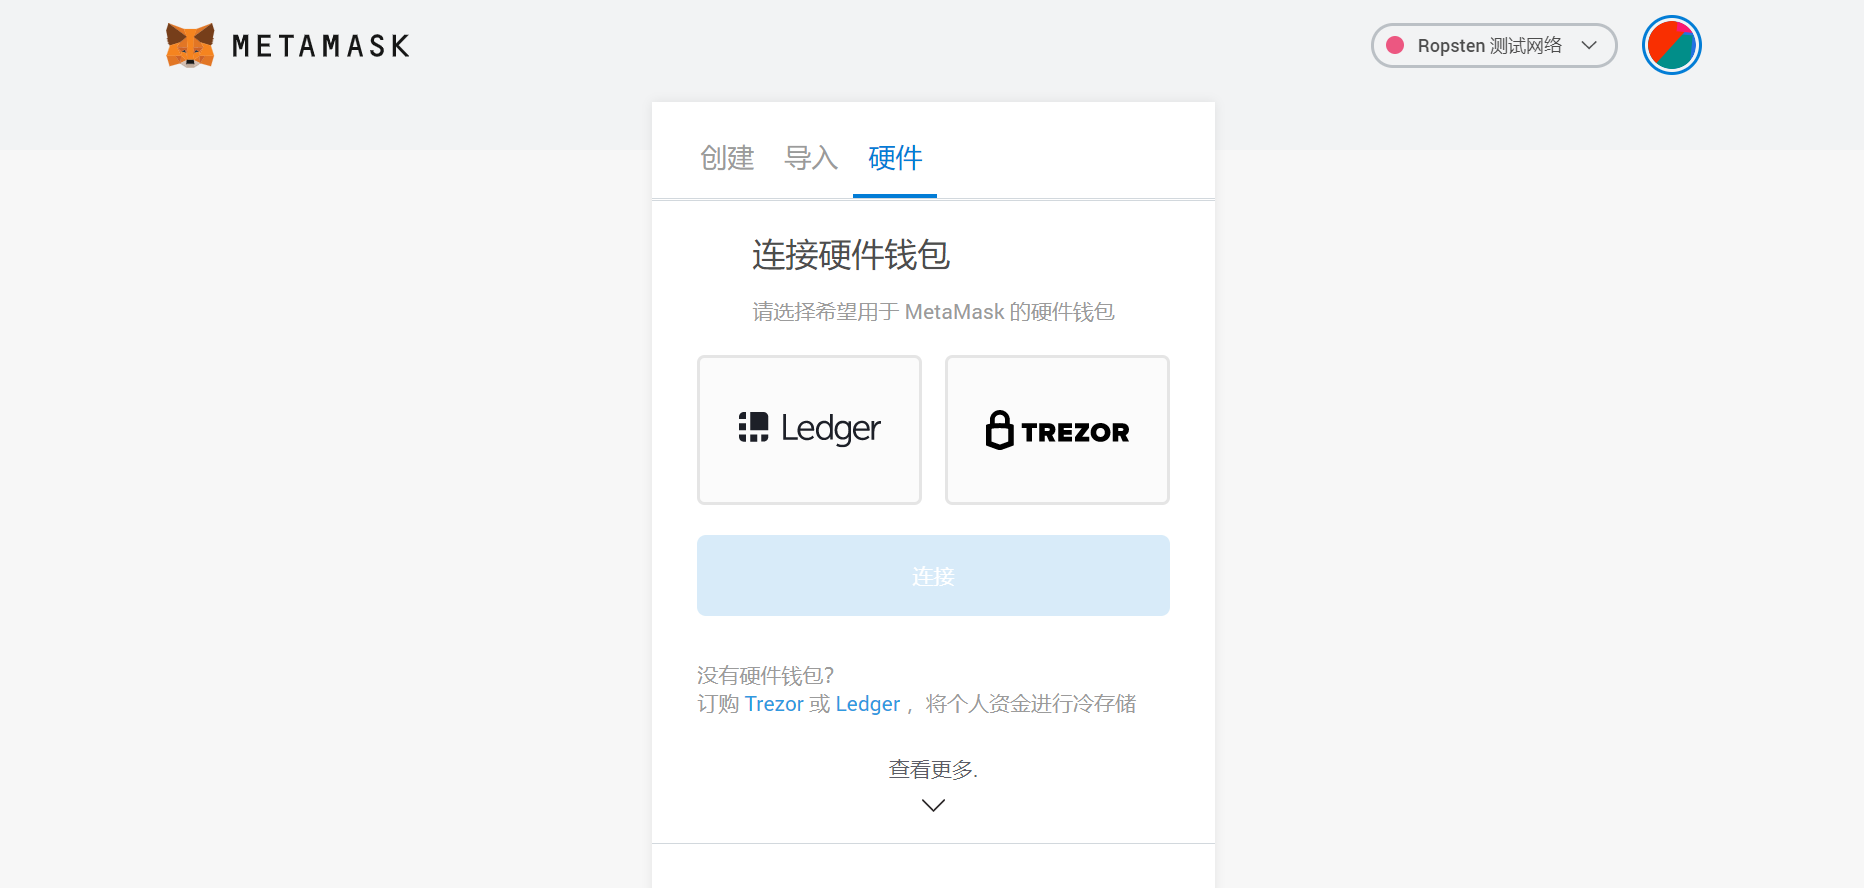 METAMASK
Ropsten 测试网络
创建 导入 硬件
连接硬件钱包
请选择希望用于 MetaMask 的硬件钱包
Ledger
TREZOR
连接
没有硬件钱包?
订购 Trezor 或 Ledger ，将个人资金进行冷存储
查看更多.